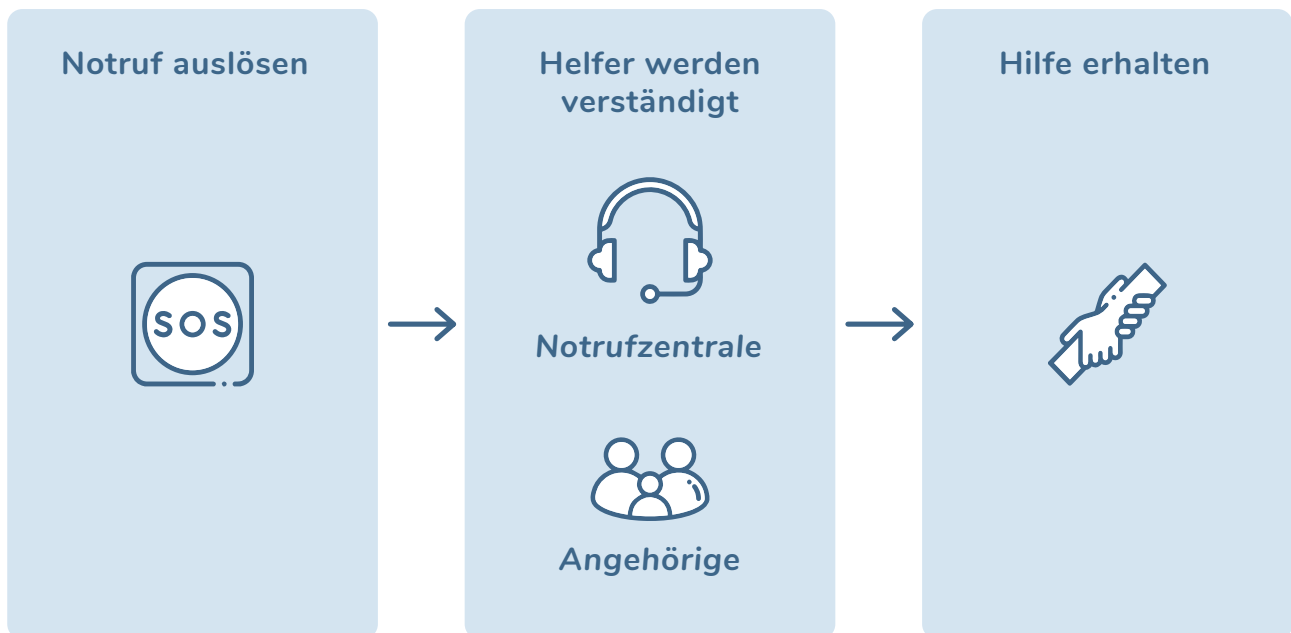 Notruf auslösen
SOS
Helfer werden
verständigt
Notrufzentrale
Angehörige
Hilfe erhalten